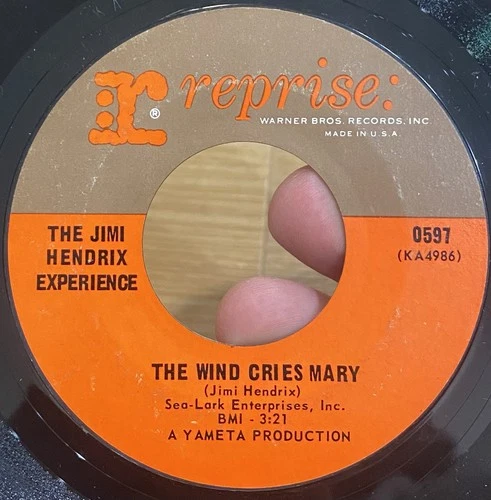 r® reprise:
WARNER BROS. RECORDS, INC.
MADE IN U.S.A.
THE JIMI
HENDRIX
EXPERIENCE
0597
(KA4986)
THE WIND CRIES MARY
(Jimi Hendrix)
Sea-Lark Enterprises, Inc.
BMI - 3:21
A YAMETA PRODUCTION